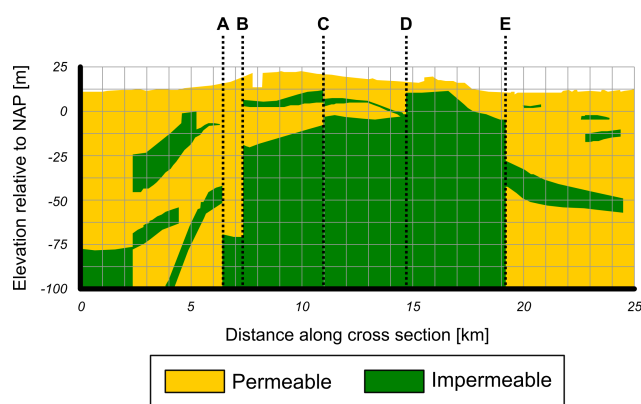 A B C D E
25
0
-25
-50
-75
-100
Elevation relative to NAP [m]
0 5 10 15 20 25
Distance along cross section [km]
Permeable Impermeable